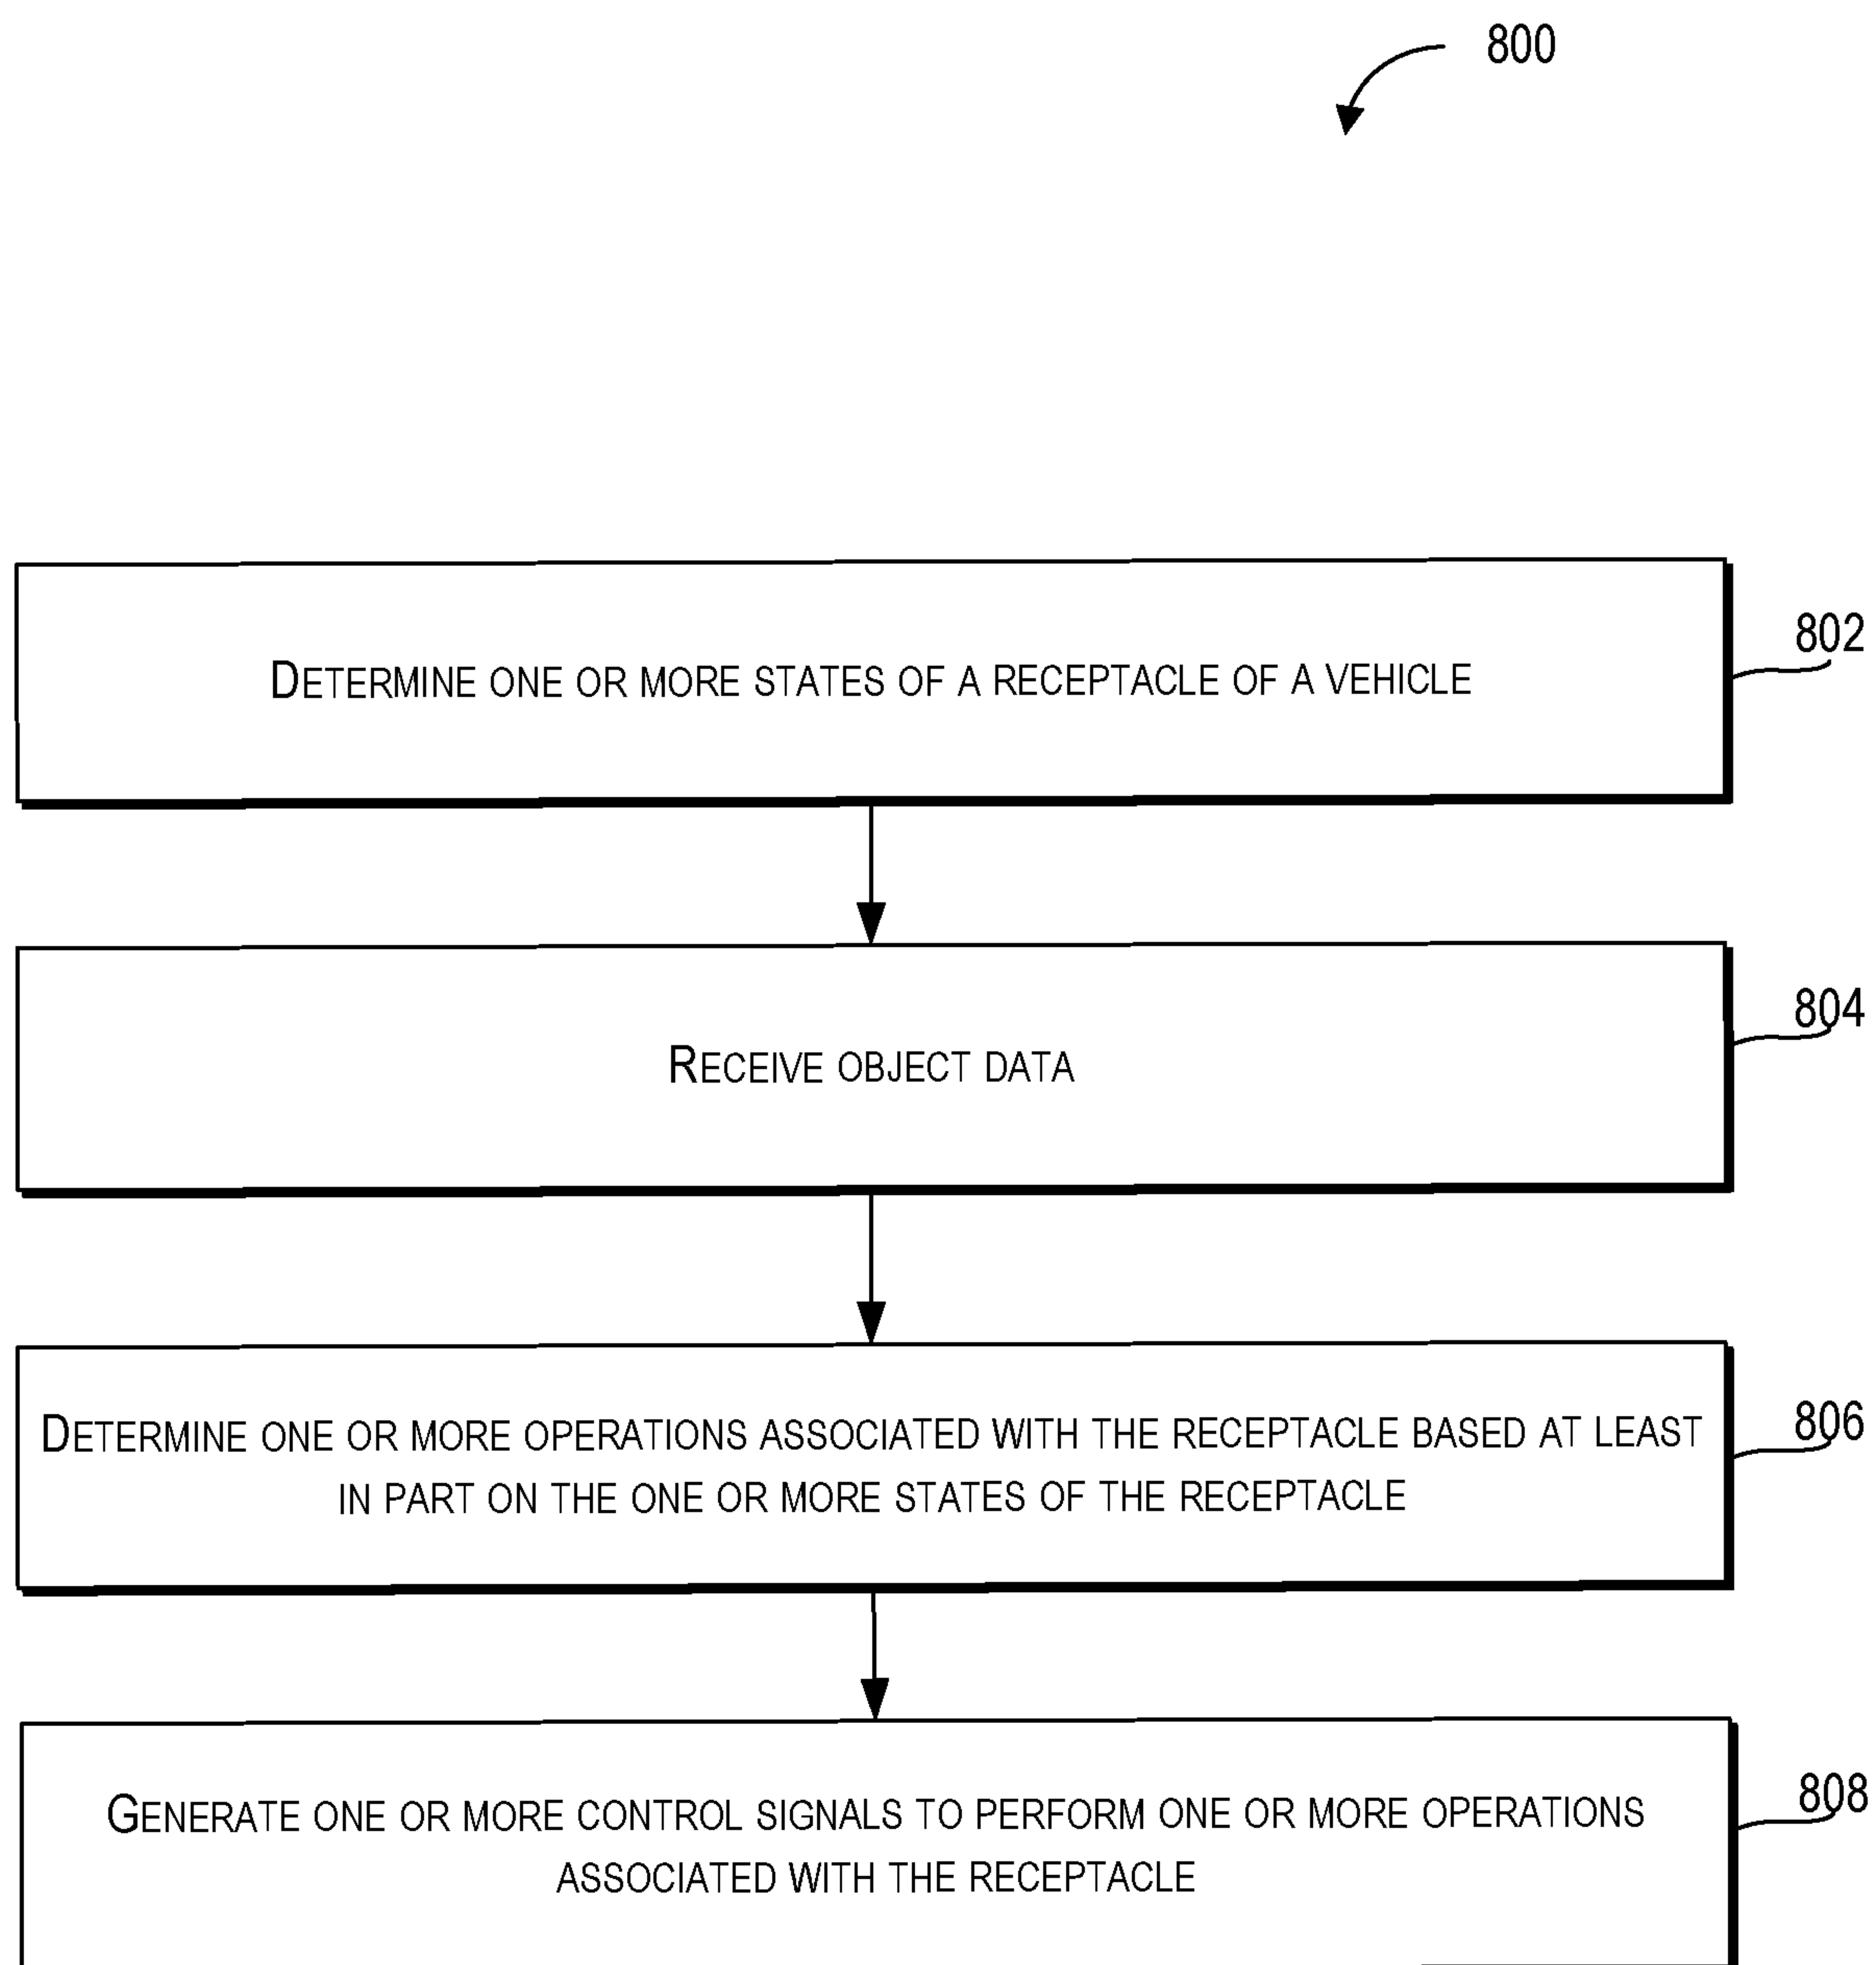 800
DETERMINE ONE OR MORE STATES OF A RECEPTACLE OF A VEHICLE
802
RECEIVE OBJECT DATA
804
DETERMINE ONE OR MORE OPERATIONS ASSOCIATED WITH THE RECEPTACLE BASED AT LEAST
IN PART ON THE ONE OR MORE STATES OF THE RECEPTACLE
806
GENERATE ONE OR MORE CONTROL SIGNALS TO PERFORM ONE OR MORE OPERATIONS
ASSOCIATED WITH THE RECEPTACLE
808